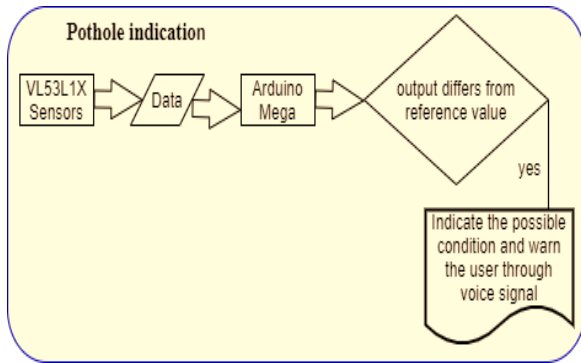 Pothole indication
VL53L1X
Sensors
Data
Arduino
Mega
output differs from
reference value
yes
Indicate the possible
condition and warn
the user through
voice signal